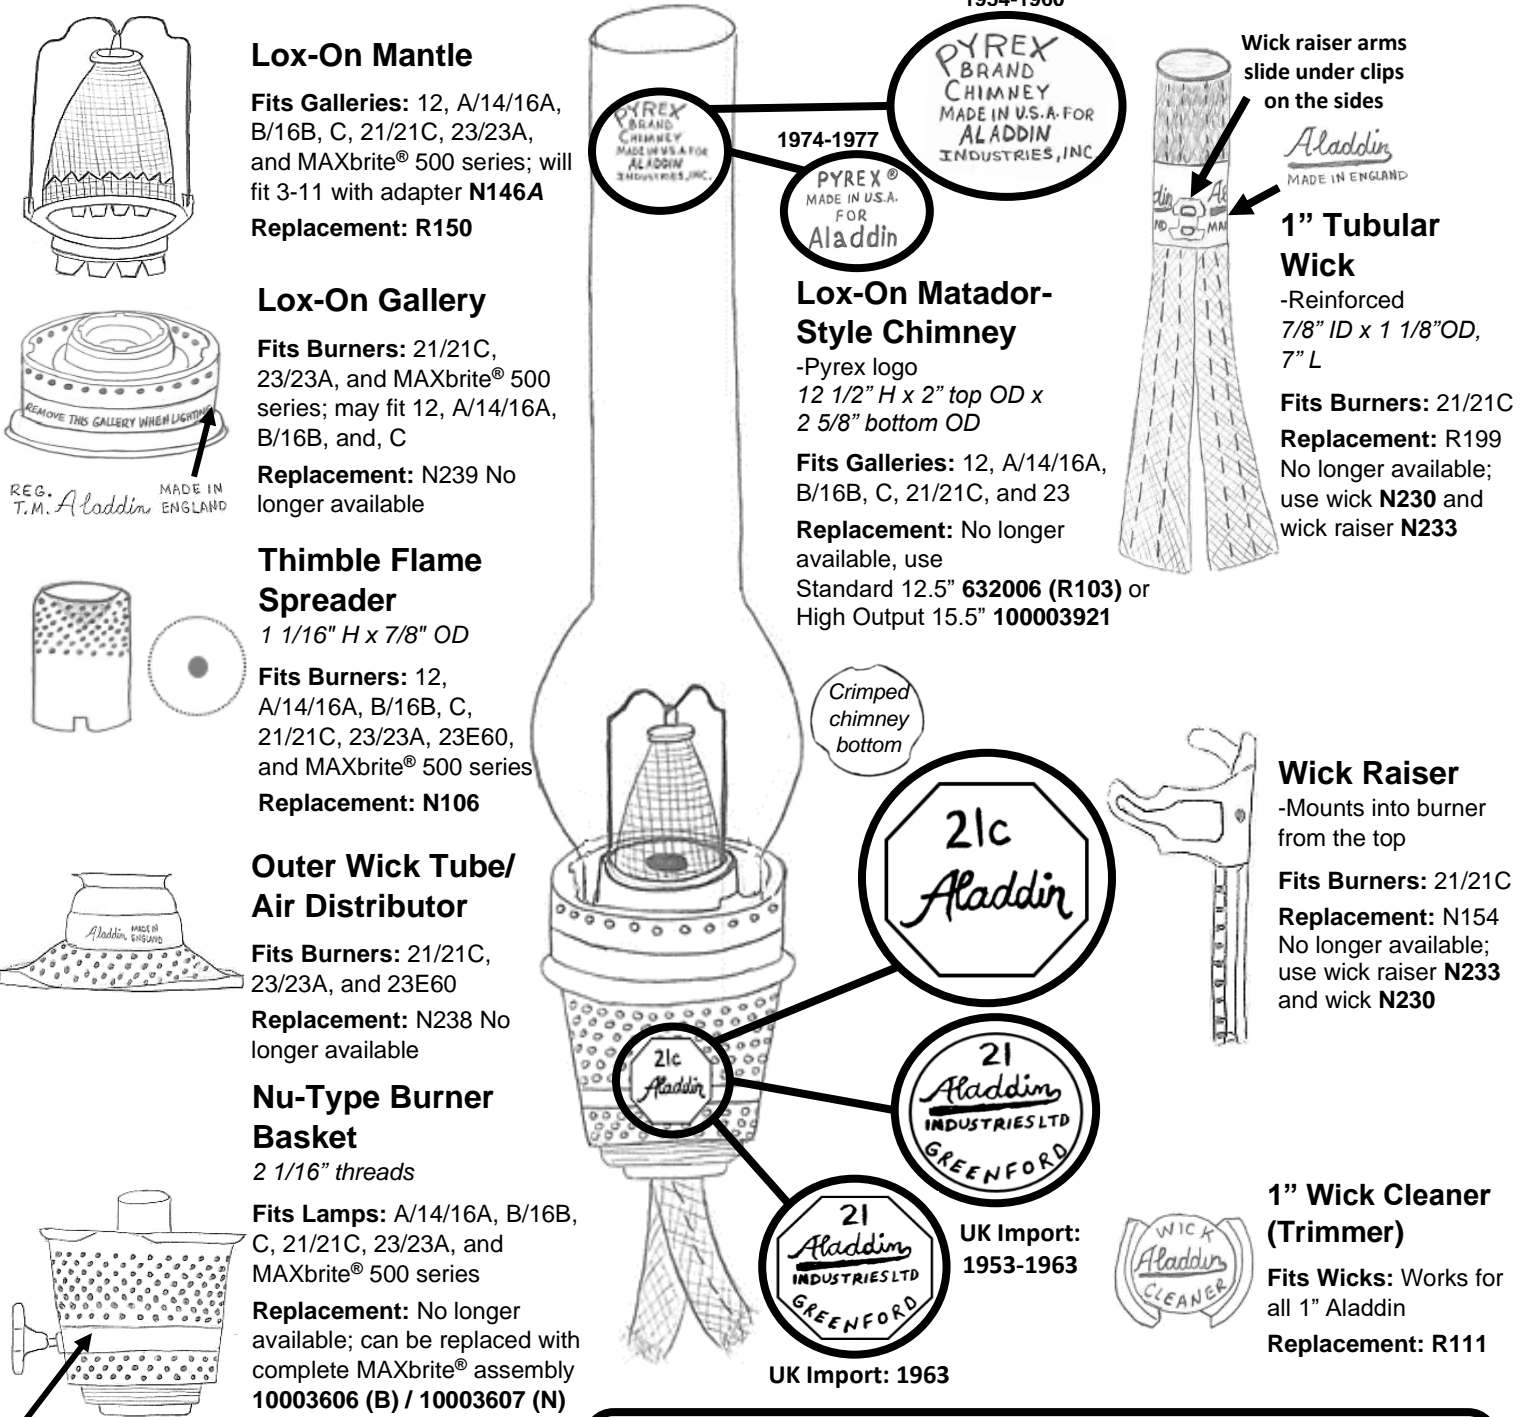 Lox-On Mantle
Fits Galleries: 12, A/14/16A,
B/16B, C, 21/21C, 23/23A,
and MAXbrite® 500 series; will
fit 3-11 with adapter N146A
Replacement: R150
Lox-On Gallery
Fits Burners: 21/21C,
23/23A, and MAXbrite® 500
series; may fit 12, A/14/16A,
B/16B, and, C
Replacement: N239 No
longer available
REMOVE THIS GALLERY WHEN LIGHTING
REG.
T.M. Aladdin MADE IN
ENGLAND
Thimble Flame
Spreader
1 1/16" H x 7/8" OD
Fits Burners: 12,
A/14/16A, B/16B, C,
21/21C, 23/23A, 23E60,
and MAXbrite® 500 series
Replacement: N106
Outer Wick Tube/
Air Distributor
Fits Burners: 21/21C,
23/23A, and 23E60
Replacement: N238 No
longer available
Aladdin MADE IN
ENGLAND
Nu-Type Burner
Basket
2 1/16” threads
Fits Lamps: A/14/16A, B/16B,
C, 21/21C, 23/23A, and
MAXbrite® 500 series
Replacement: No longer
available; can be replaced with
complete MAXbrite® assembly
10003606 (B) / 10003607 (N)
PYREX
BRAND
CHIMNEY
MADE IN U.S.A. FOR
ALADDIN
INDUSTRIES, INC.
1954-1960
PYREX
BRAND
CHIMNEY
MADE IN U.S.A. FOR
ALADDIN
INDUSTRIES, INC
1974-1977
PYREX®
MADE IN U.S.A.
FOR
Aladdin
Lox-On Matador-
Style Chimney
-Pyrex logo
12 1/2” H x 2” top OD x
2 5/8” bottom OD
Fits Galleries: 12, A/14/16A,
B/16B, C, 21/21C, and 23
Replacement: No longer
available, use
Standard 12.5” 632006 (R103) or
High Output 15.5” 100003921
Crimped
chimney
bottom
21c
Aladdin
21c
Aladdin
21
Aladdin
INDUSTRIES LTD
GREENFORD
UK Import:
1953-1963
21
Aladdin
INDUSTRIES LTD
GREENFORD
UK Import: 1963
Wick raiser arms
slide under clips
on the sides
Aladdin
MADE IN ENGLAND
1” Tubular
Wick
-Reinforced
7/8” ID x 1 1/8”OD,
7” L
Fits Burners: 21/21C
Replacement: R199
No longer available;
use wick N230 and
wick raiser N233
Wick Raiser
-Mounts into burner
from the top
Fits Burners: 21/21C
Replacement: N154
No longer available;
use wick raiser N233
and wick N230
WICK
Aladdin
CLEANER
1” Wick Cleaner
(Trimmer)
Fits Wicks: Works for
all 1” Aladdin
Replacement: R111